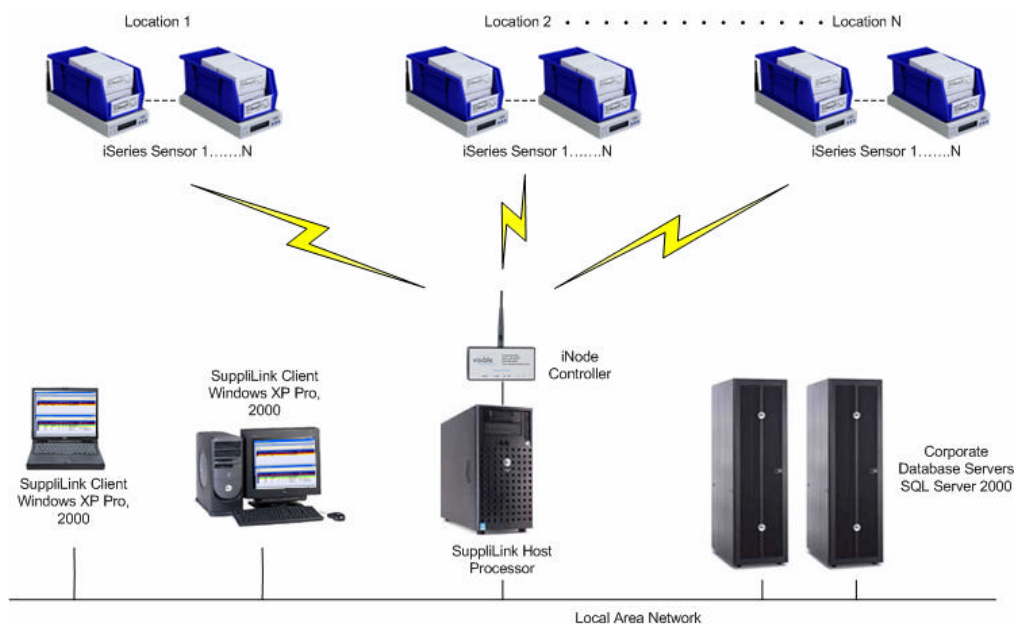 Location 1
Location 2 . . . . . . . . . . . . . . Location N
iSeries Sensor 1…….N
iSeries Sensor 1…….N
iSeries Sensor 1…….N
visible
iNode
Controller
SuppliLink Client
Windows XP Pro,
2000
SuppliLink Client
Windows XP Pro,
2000
SuppliLink Host
Processor
Corporate
Database Servers
SQL Server 2000
Local Area Network